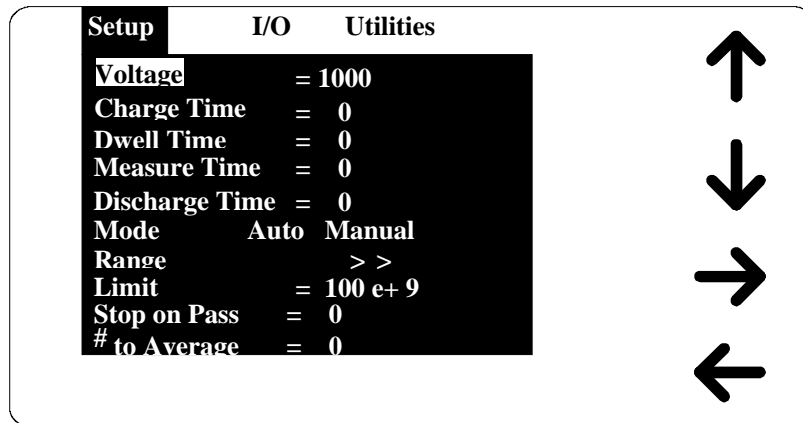 Setup I/O Utilities
Voltage = 1000
Charge Time = 0
Dwell Time = 0
Measure Time = 0
Discharge Time = 0
Mode Auto Manual
Range > >
Limit = 100 e+ 9
Stop on Pass = 0
# to Average = 0